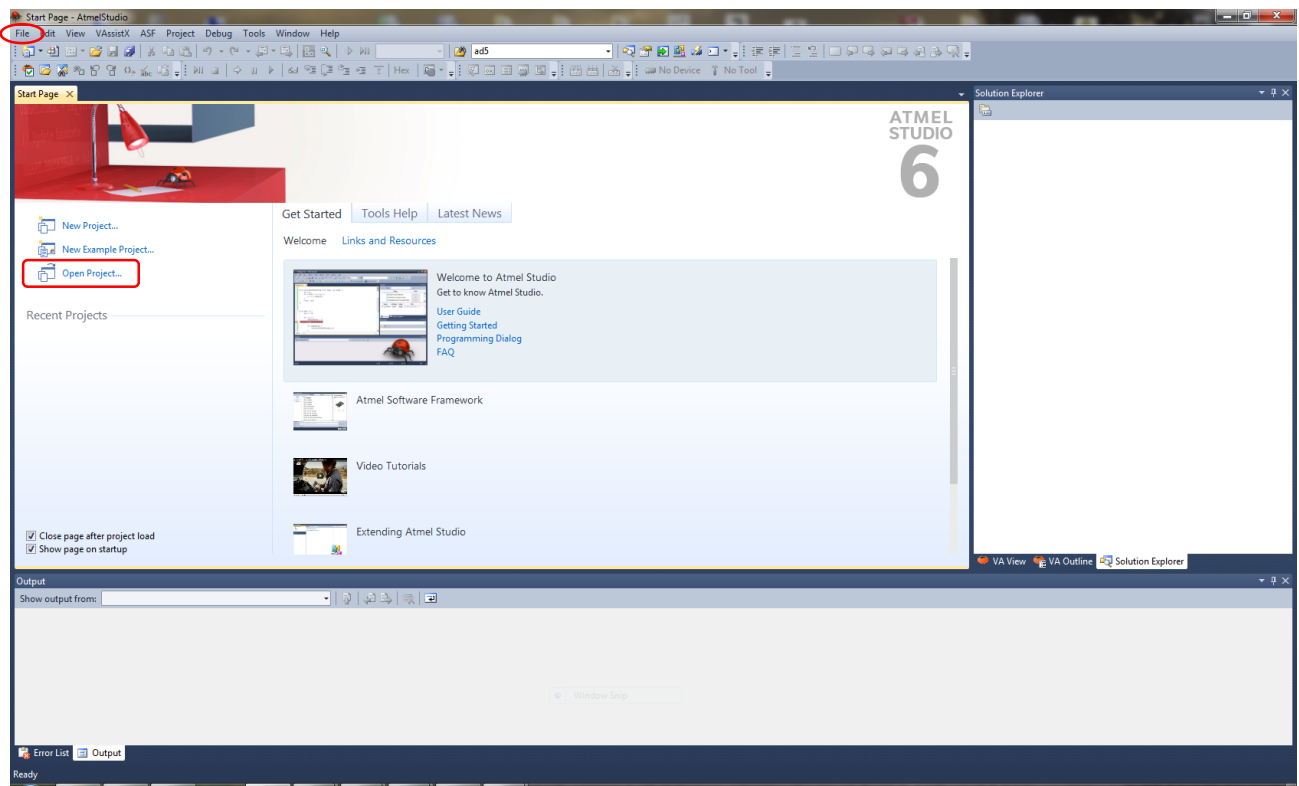 Start Page - AtmelStudio
File Edit View VAssistX ASF Project Debug Tools Window Help
ad5
Hex
No Device No Tool
Start Page
Solution Explorer
ATMEL
STUDIO
6
New Project...
New Example Project...
Open Project...
Recent Projects
Get Started Tools Help Latest News
Welcome Links and Resources
Welcome to Atmel Studio
Get to know Atmel Studio.
User Guide
Getting Started
Programming Dialog
FAQ
Atmel Software Framework
Video Tutorials
Extending Atmel Studio
Close page after project load
Show page on startup
VA View VA Outline Solution Explorer
Output
Show output from:
Window Snip
Error List Output
Ready